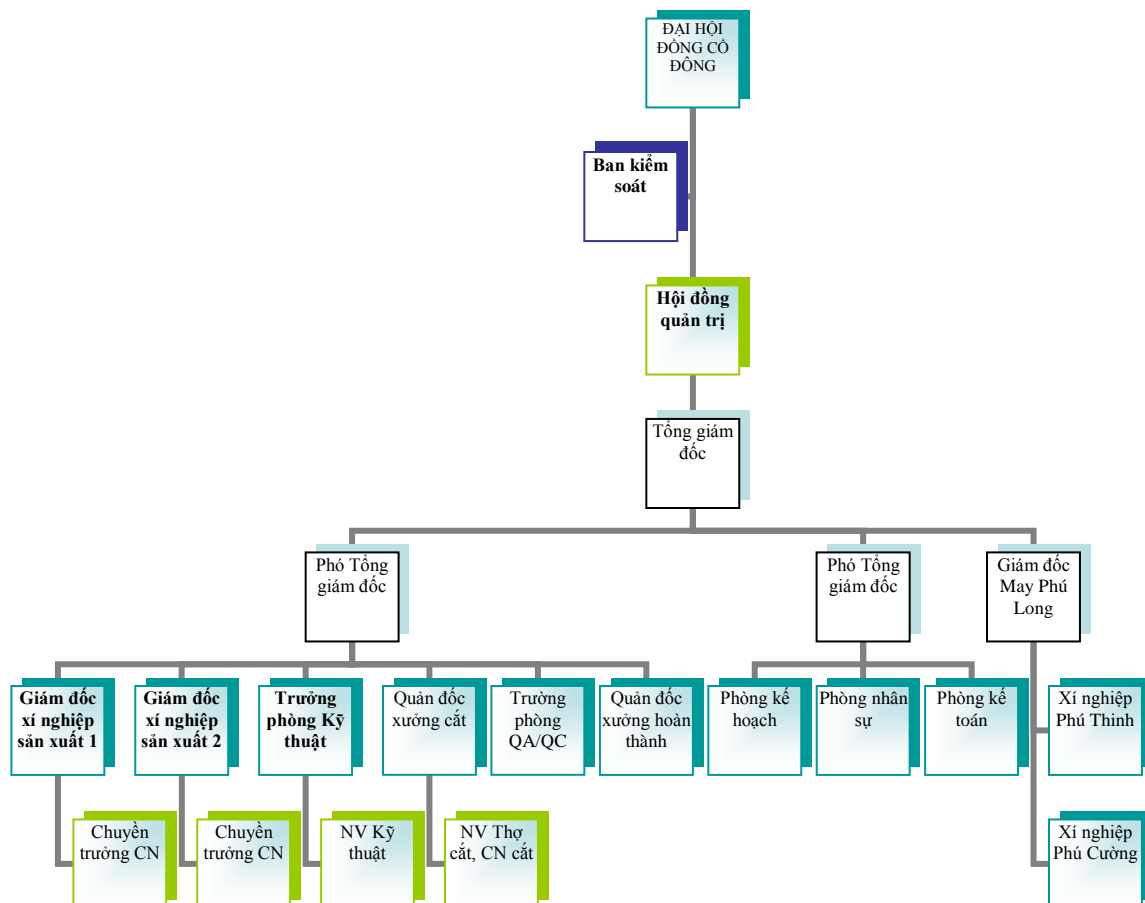 ĐẠI HỘI
ĐỒNG CỔ
ĐÔNG
Ban kiểm
soát
Hội đồng
quản trị
Tổng giám
đốc
Phó Tổng
giám đốc
Phó Tổng
giám đốc
Giám đốc
May Phú
Long
Giám đốc
xí nghiệp
sản xuất 1
Giám đốc
xí nghiệp
sản xuất 2
Trưởng
phòng Kỹ
thuật
Quản đốc
xưởng cắt
Trường
phòng
QA/QC
Quản đốc
xưởng hoàn
thành
Phòng kế
hoạch
Phòng nhân
sự
Phòng kế
toán
Xí nghiệp
Phú Thinh
Chuyền
trưởng CN
Chuyền
trưởng CN
NV Kỹ
thuật
NV Thợ
cắt, CN cắt
Xí nghiệp
Phú Cường